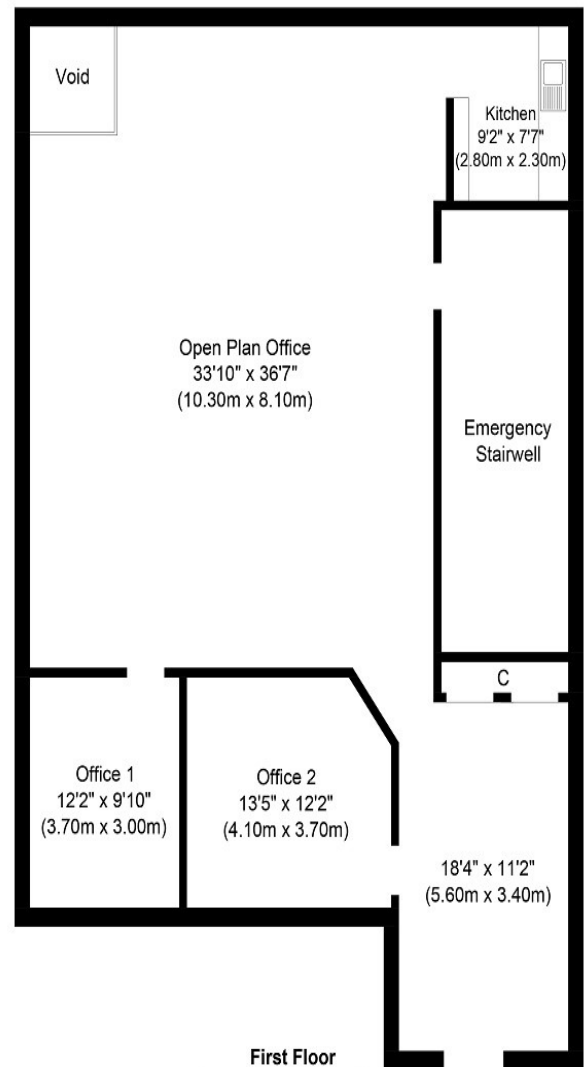 Void
Kitchen
9'2" x 7'7"
(2.80m x 2.30m)
Open Plan Office
33'10" x 36'7"
(10.30m x 8.10m)
Emergency
Stairwell
C
Office 1
12'2" x 9'10"
(3.70m x 3.00m)
Office 2
13'5" x 12'2"
(4.10m x 3.70m)
18'4" x 11'2"
(5.60m x 3.40m)
First Floor